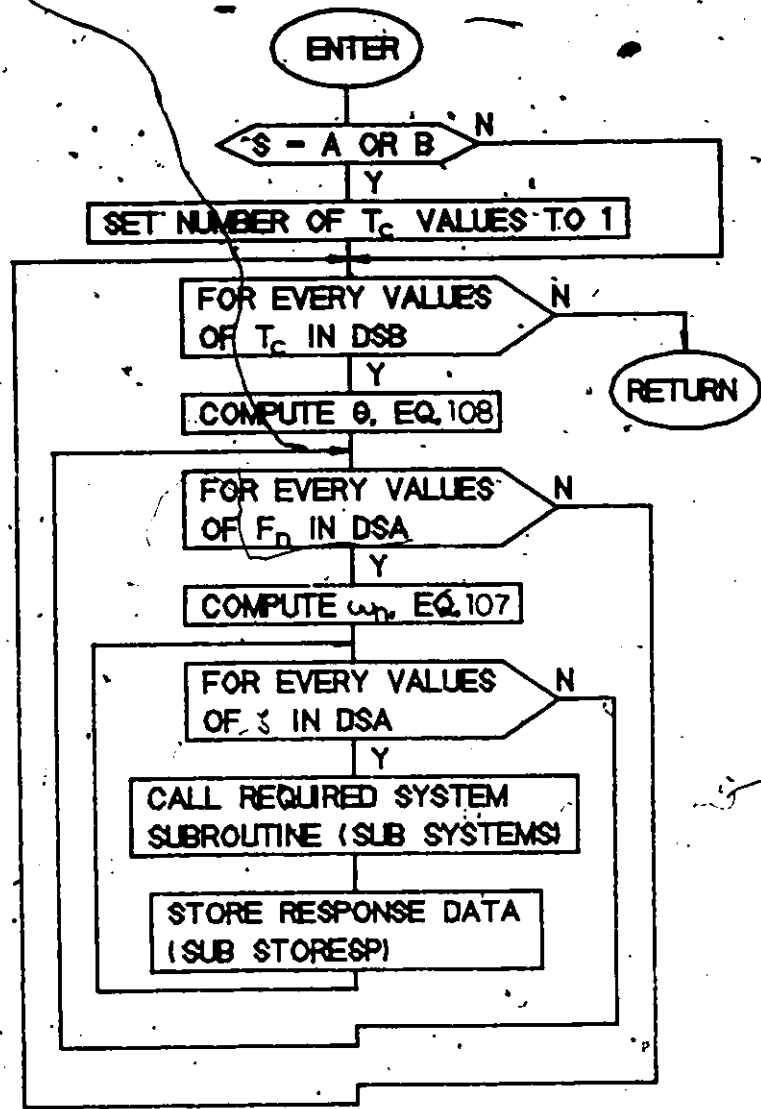 ENTER
S - A OR B
N
Y
SET NUMBER OF Tc VALUES TO 1
FOR EVERY VALUES
OF Tc IN DSB
N
Y
RETURN
COMPUTE θ, EQ.108
FOR EVERY VALUES
OF Fn IN DSA
N
Y
COMPUTE ωn, EQ.107
FOR EVERY VALUES
OF ζ IN DSA
N
Y
CALL REQUIRED SYSTEM
SUBROUTINE (SUB SYSTEMS)
STORE RESPONSE DATA
(SUB STORESP)